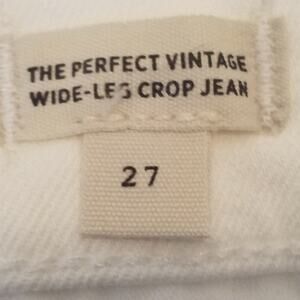 THE PERFECT VINTAGE
WIDE-LEG CROP JEAN
27